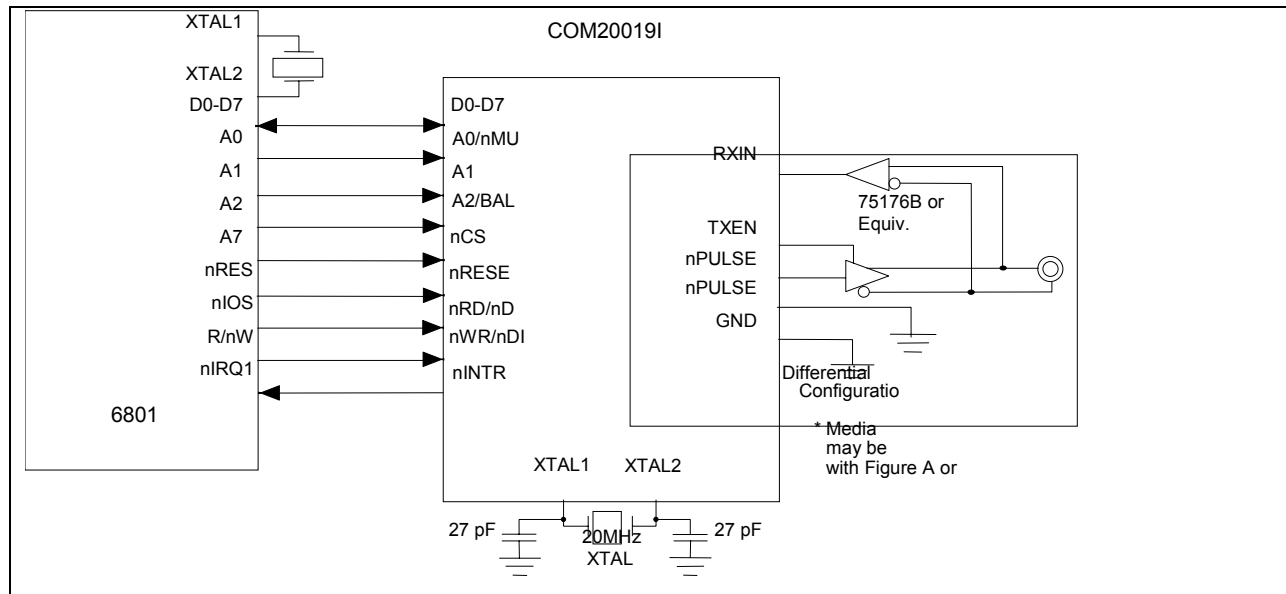 XTAL1
XTAL2
D0-D7
A0
A1
A2
A7
nRES
nIOS
R/nW
nIRQ1
6801
COM20019I
D0-D7
A0/nMU
A1
A2/BAL
nCS
nRESE
nRD/nD
nWR/nDI
nINTR
RXIN
TXEN
nPULSE
nPULSE
GND
75176B or
Equiv.
Differential
Configuratio
* Media
may be
with Figure A or
XTAL1
XTAL2
27 pF
20MHz
XTAL
27 pF